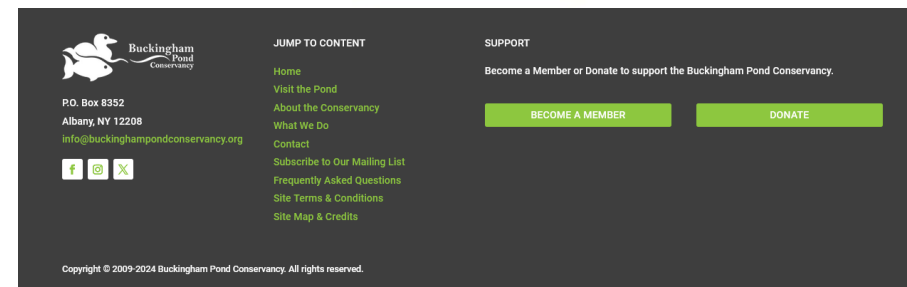 Buckingham
Pond
Conservancy
P.O. Box 8352
Albany, NY 12208
info@buckinghampondconservancy.org
JUMP TO CONTENT
Home
Visit the Pond
About the Conservancy
What We Do
Contact
Subscribe to Our Mailing List
Frequently Asked Questions
Site Terms & Conditions
Site Map & Credits
SUPPORT
Become a Member or Donate to support the Buckingham Pond Conservancy.
BECOME A MEMBER
DONATE
Copyright © 2009-2024 Buckingham Pond Conservancy. All rights reserved.